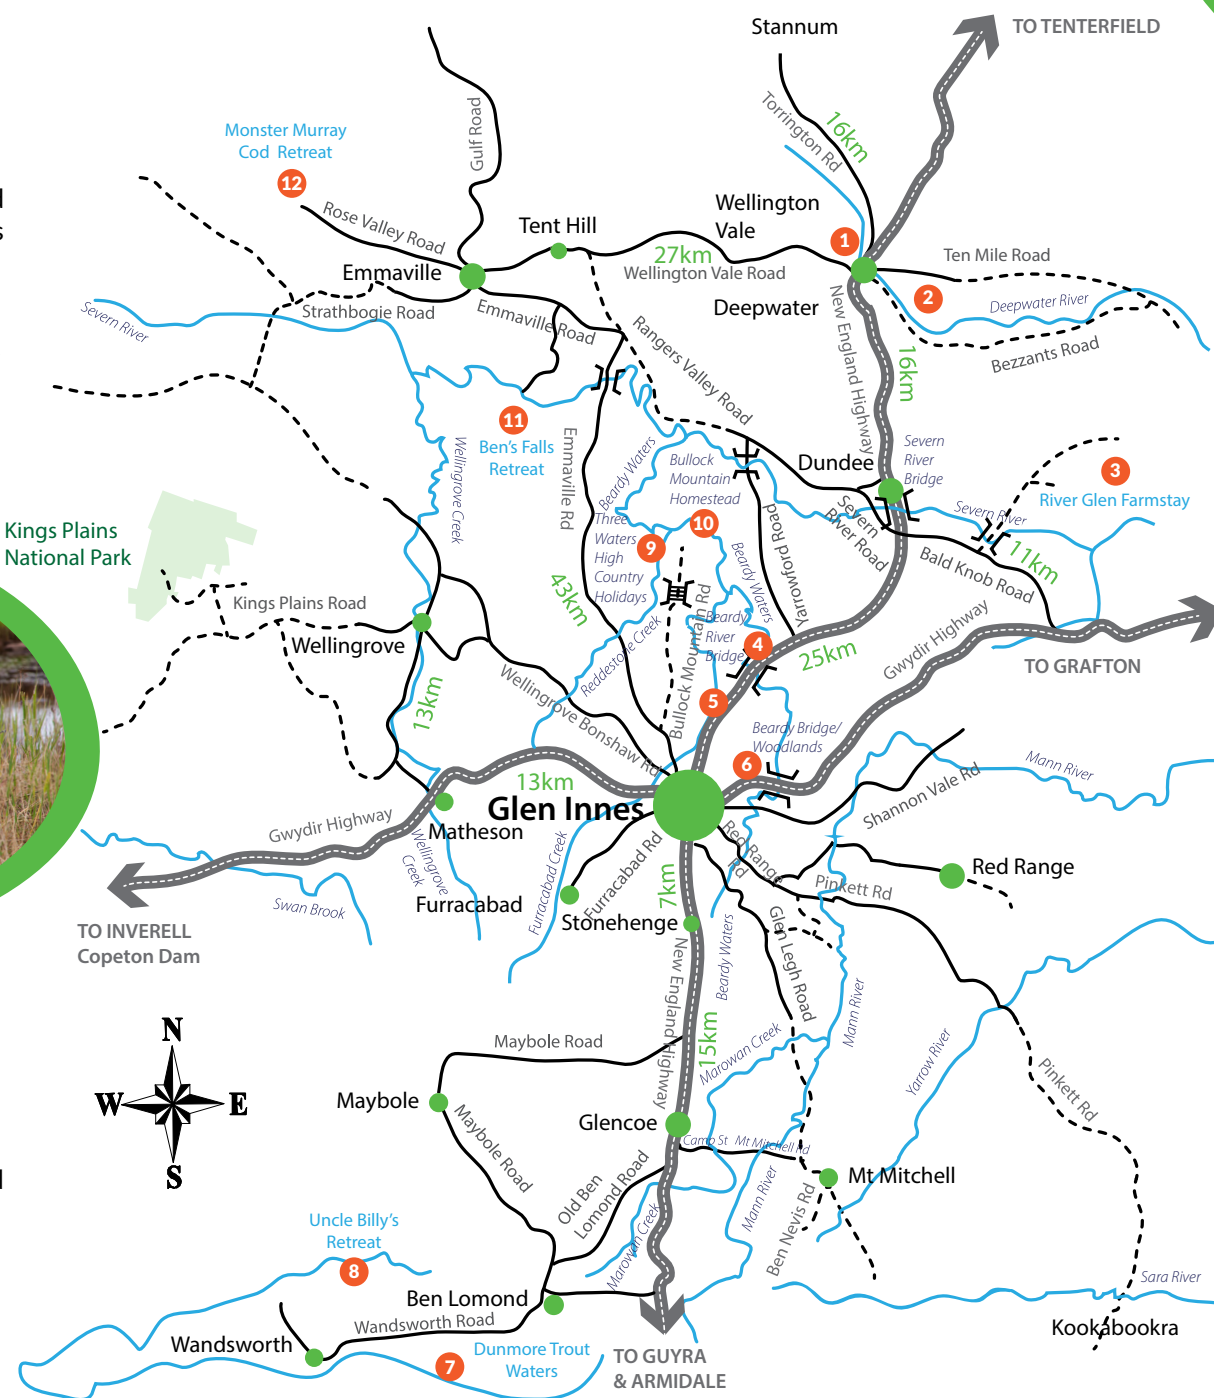 Stannum
TO TENTERFIELD
Torrington Rd
16km
Gulf Road
Monster Murray
Cod Retreat
12
Rose Valley Road
Tent Hill
Wellington
Vale
1
27km
Wellington Vale Road
Ten Mile Road
Emmaville
2
Deepwater River
Deepwater
Strathbogie Road
Severn River
Emmaville Road
Rangers Valley Road
New England Highway
16km
Bezzants Road
11
Ben's Falls
Retreat
Wellingrove Creek
Emmaville Rd
Beardy Waters
Bullock
Mountain
Homestead
Dundee
Severn
River
Bridge
3
River Glen Farmstay
Severn River
Severn
River Road
Kings Plains
National Park
Three
Waters
High
Country
Holidays
9
10
Beardy Waters
Yarrowford Road
Bald Knob Road
11km
43km
Kings Plains Road
Wellingrove
Reddestone Creek
Bullock Mountain Rd
Beardy
River
Bridge
4
25km
Gwydir Highway
TO GRAFTON
13km
Wellingrove Bonshaw Rd
5
Beardy Bridge/
Woodlands
6
Mann River
13km
Glen Innes
Shannon Vale Rd
Gwydir Highway
Matheson
Wellingrove
Creek
Furracabad Creek
Furracabad Rd
Red Range
Rd
7km
Pinkett Rd
Red Range
Swan Brook
Furracabad
Stonehenge
TO INVERELL
Copeton Dam
Glen Legh Road
Beardy Waters
New England Highway
15km
Mann River
N
W
E
S
Maybole Road
Marowan Creek
Yarrow River
Pinkett Rd
Maybole
Maybole Road
Glencoe
Camp St
Mt Mitchell Rd
Mt Mitchell
Old Ben
Lomond Road
Marowan Creek
Mann River
Ben Nevis Rd
Uncle Billy's
Retreat
8
Ben Lomond
Sara River
Kookabookra
Wandsworth Road
Wandsworth
7
Dunmore Trout
Waters
TO GUYRA
& ARMIDALE